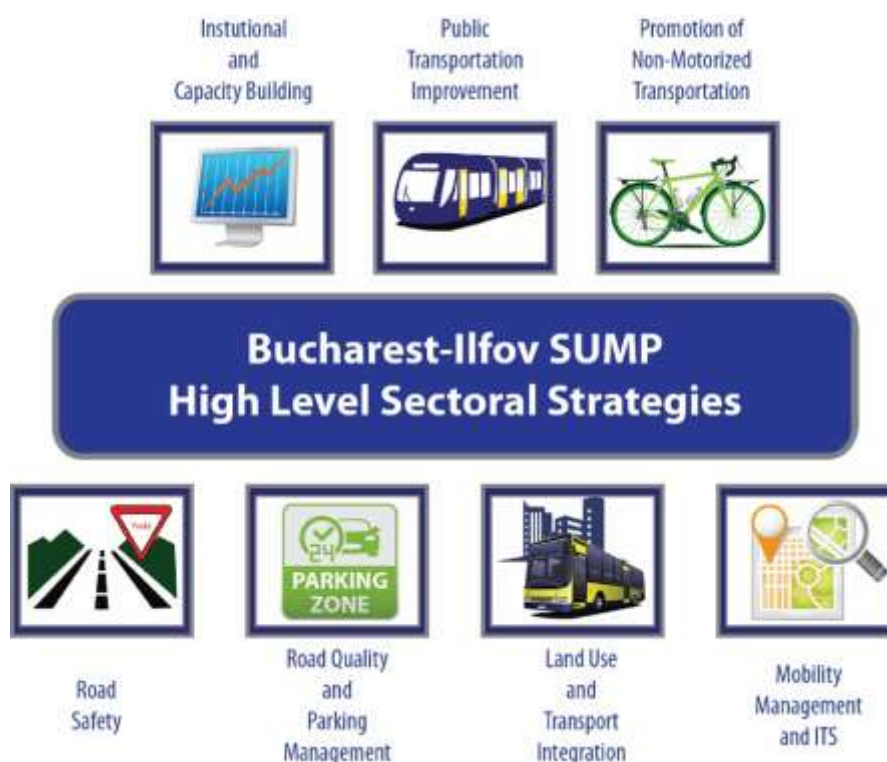 Instutional
and
Capacity Building
Public
Transportation
Improvement
Promotion of
Non-Motorized
Transportation
Bucharest-Ilfov SUMP
High Level Sectoral Strategies
Yield
24
PARKING
ZONE
Road
Safety
Road Quality
and
Parking
Management
Land Use
and
Transport
Integration
Mobility
Management
and ITS